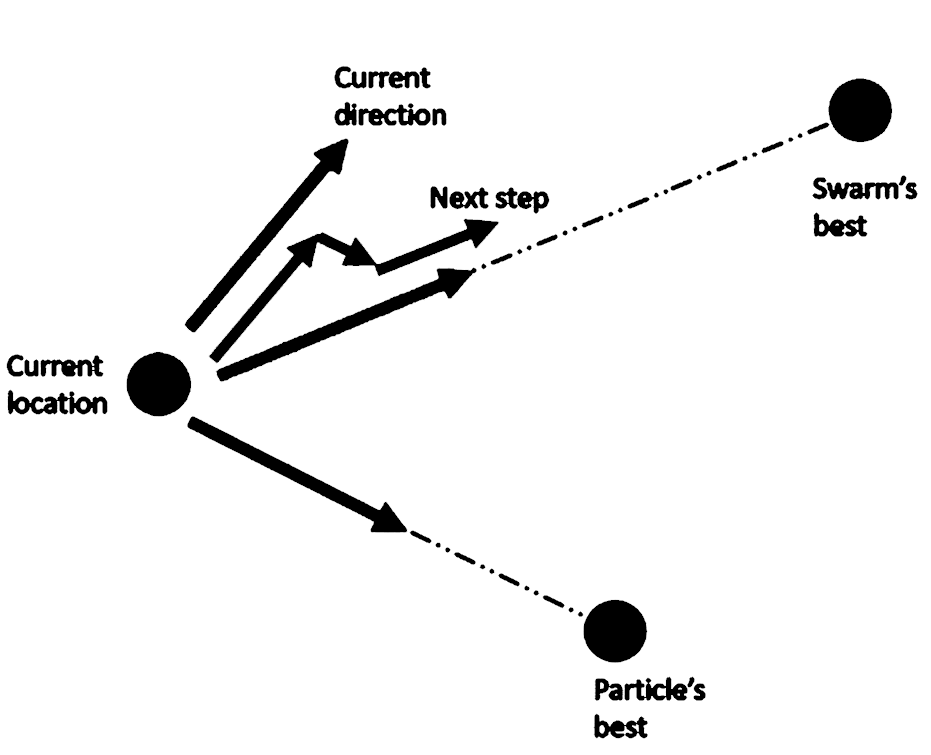 Current
direction
Next step
Swarm's
best
Current
location
Particle's
best